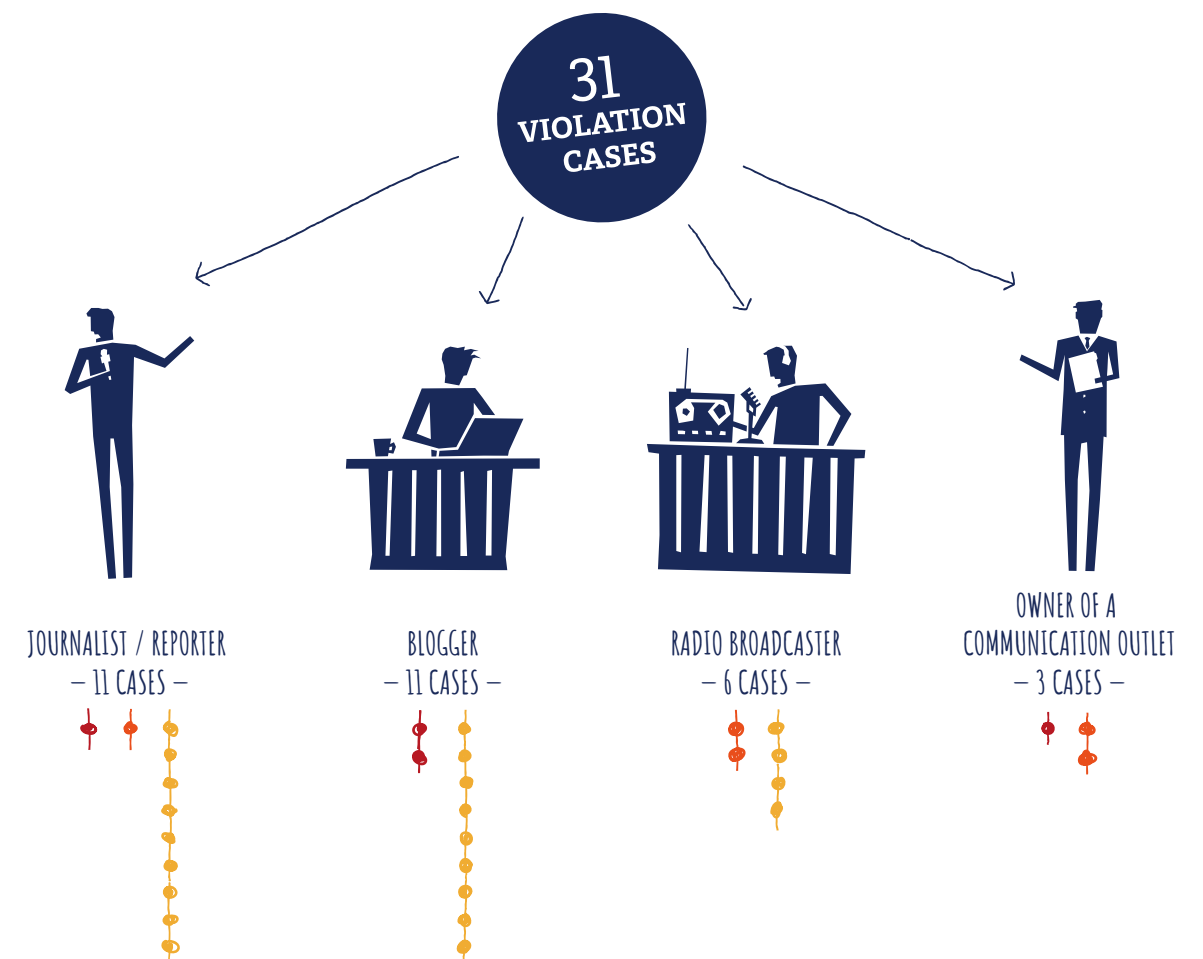 31
VIOLATION
CASES
JOURNALIST / REPORTER
– 11 CASES –
BLOGGER
– 11 CASES –
RADIO BROADCASTER
– 6 CASES –
OWNER OF A
COMMUNICATION OUTLET
– 3 CASES –